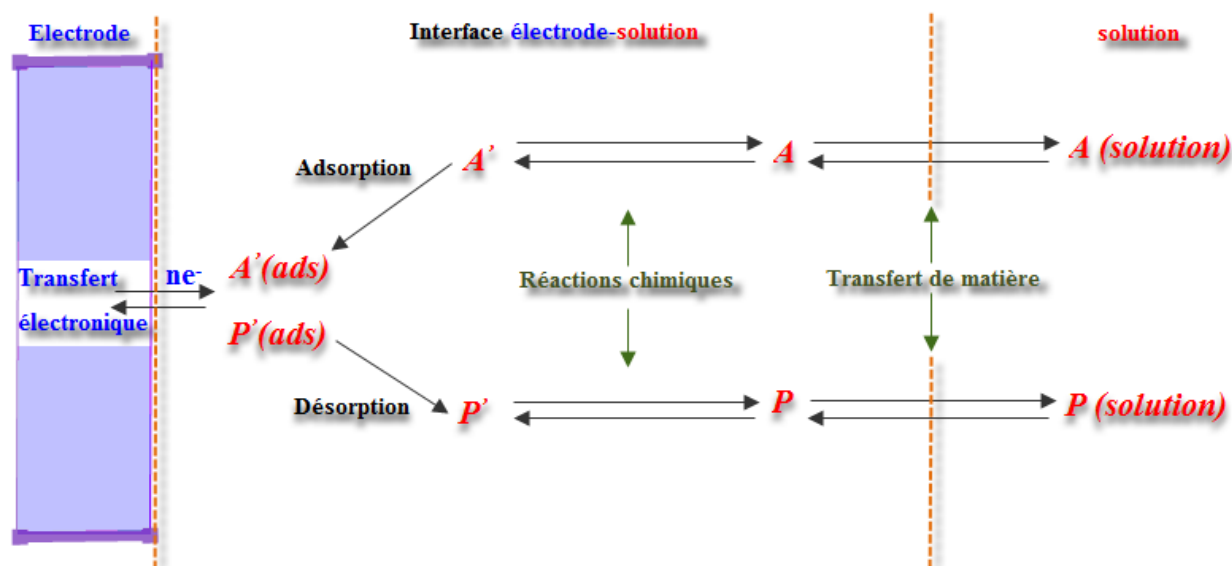 Electrode
Interface électrode-solution
solution
A’
A
A (solution)
Adsorption
A’(ads)
Transfert
ne-
Réactions chimiques
Transfert de matière
électronique
P’(ads)
Désorption
P’
P
P (solution)